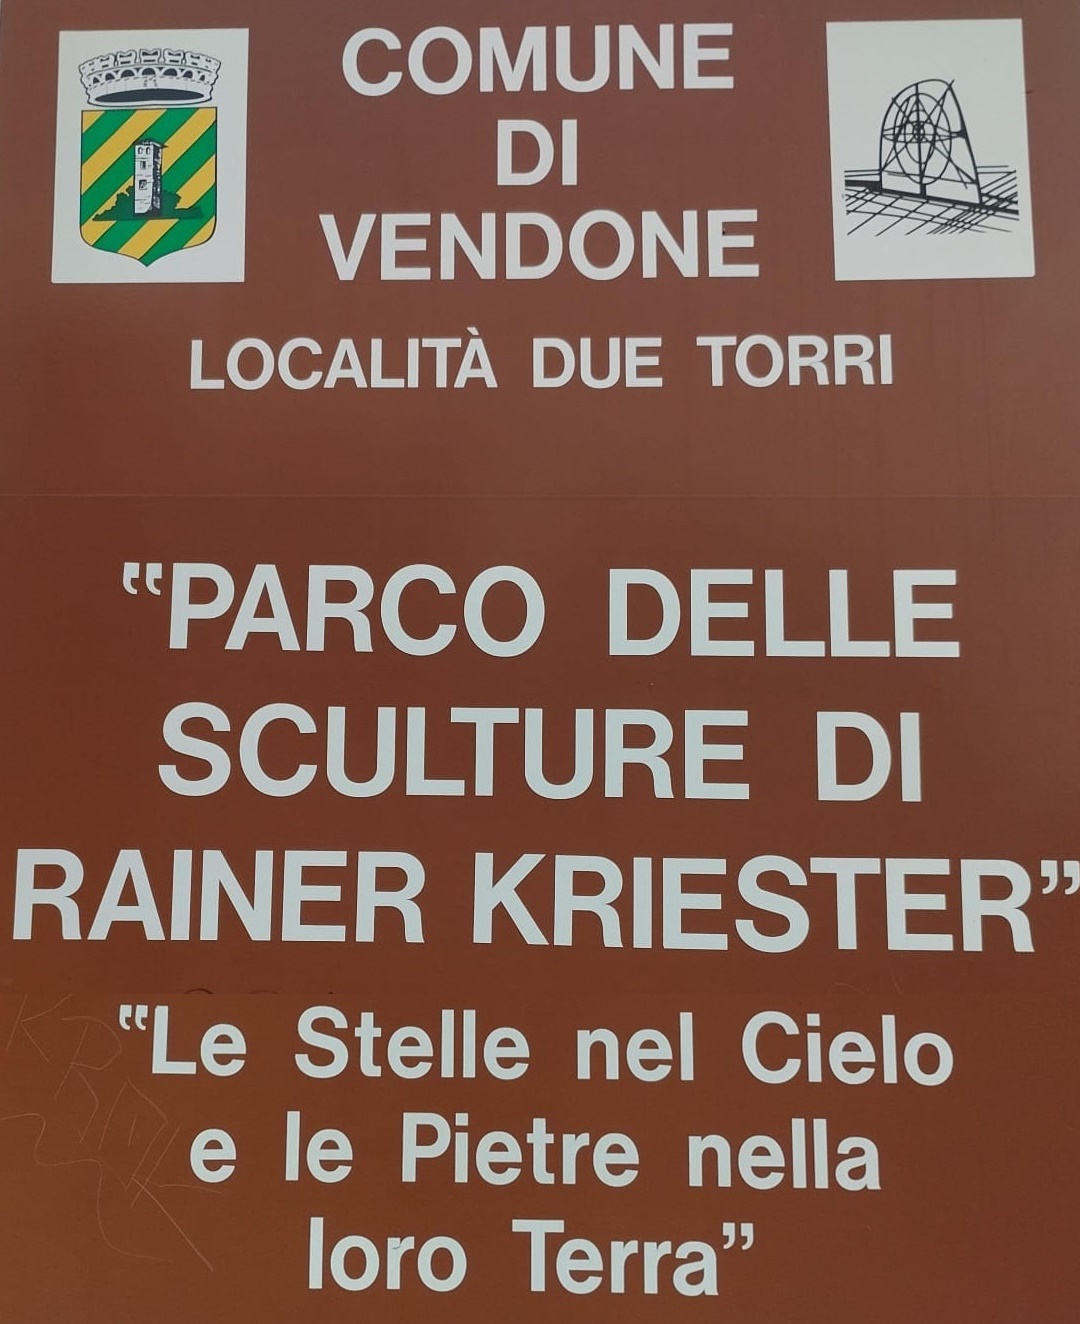 COMUNE
DI
VENDONE
LOCALITÀ DUE TORRI
“PARCO DELLE
SCULTURE DI
RAINER KRIESTER”
“Le Stelle nel Cielo
e le Pietre nella
loro Terra”